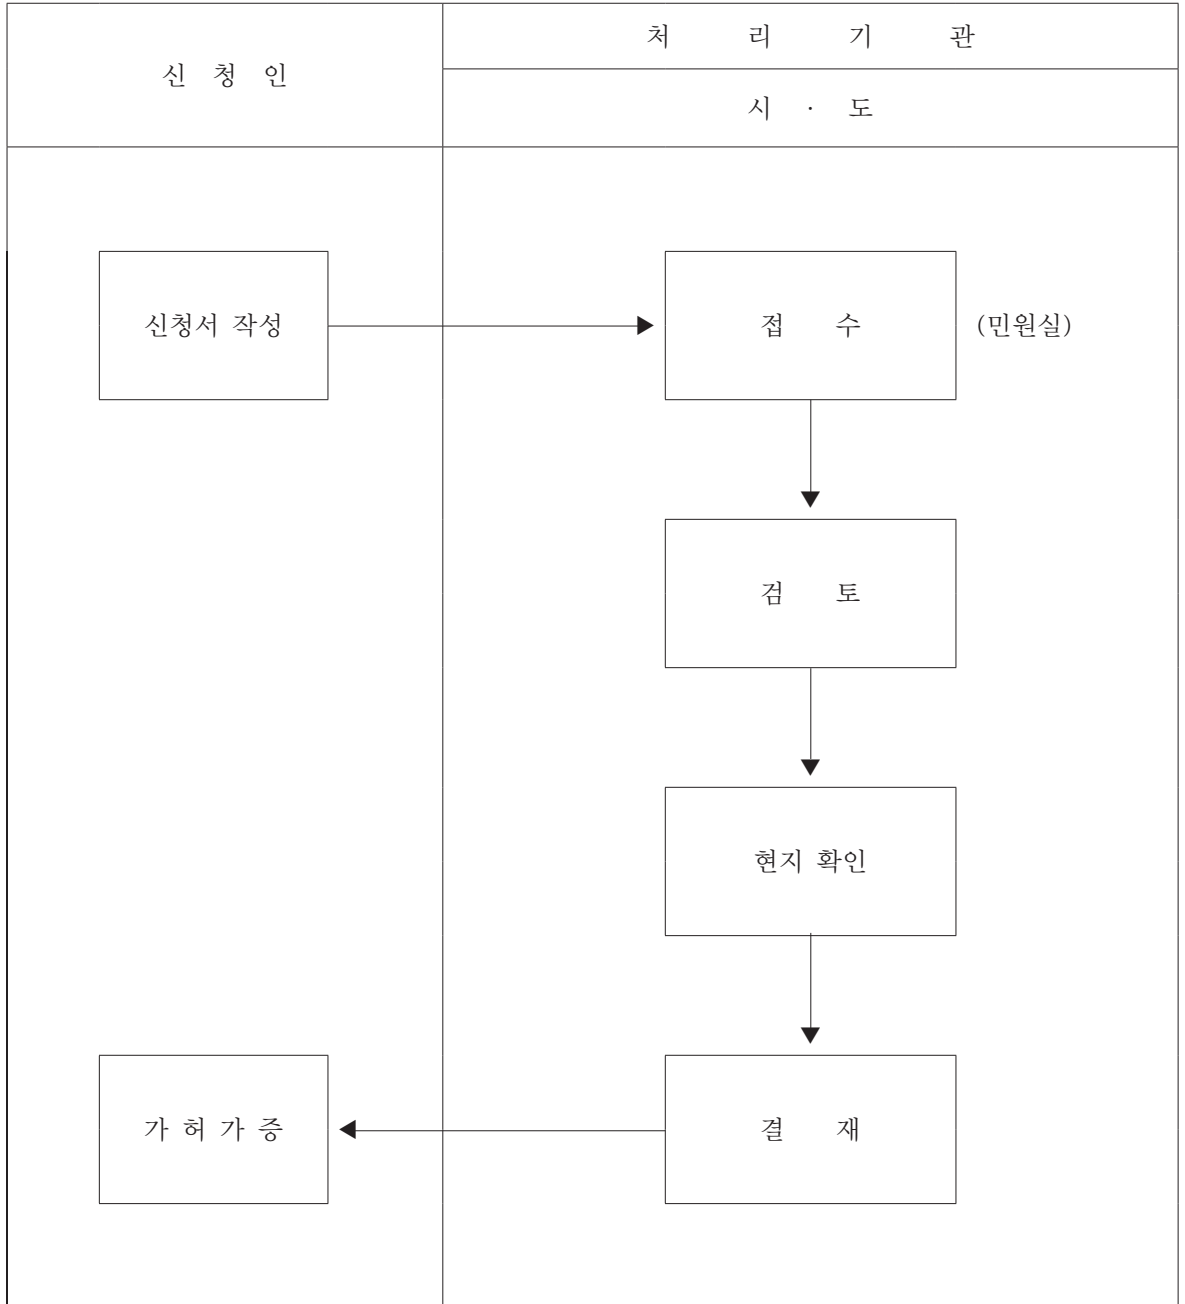 처 리 기 관
신 청 인
시 · 도
신청서 작성
접 수 (민원실)
검 토
현지 확인
가 허 가 증
결 재